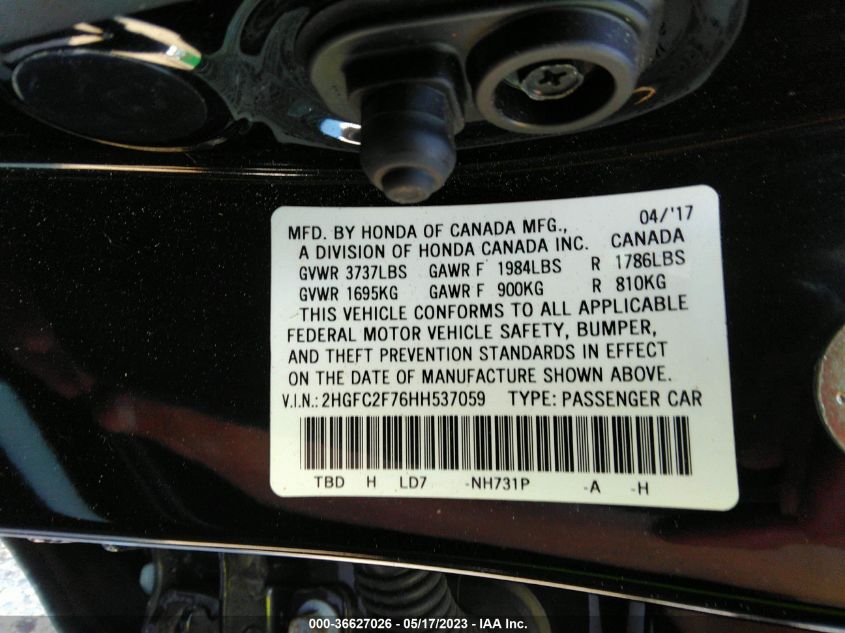 04/'17
MFD. BY HONDA OF CANADA MFG.,
A DIVISION OF HONDA CANADA INC. CANADA
GVWR 3737LBS GAWR F 1984LBS R 1786LBS
GVWR 1695KG GAWR F 900KG R 810KG
THIS VEHICLE CONFORMS TO ALL APPLICABLE
FEDERAL MOTOR VEHICLE SAFETY, BUMPER,
AND THEFT PREVENTION STANDARDS IN EFFECT
ON THE DATE OF MANUFACTURE SHOWN ABOVE.
V.I.N.: 2HGFC2F76HH537059 TYPE: PASSENGER CAR
TBD H LD7 -NH731P -A -H
000-36627026 - 05/17/2023 - IAA Inc.